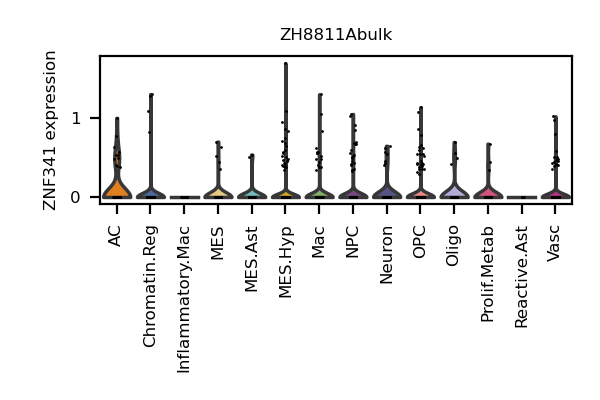 ZH8811Abulk
ZNF341 expression
1
0
AC
Chromatin.Reg
Inflammatory.Mac
MES
MES.Ast
MES.Hyp
Mac
NPC
Neuron
OPC
Oligo
Prolif.Metab
Reactive.Ast
Vasc